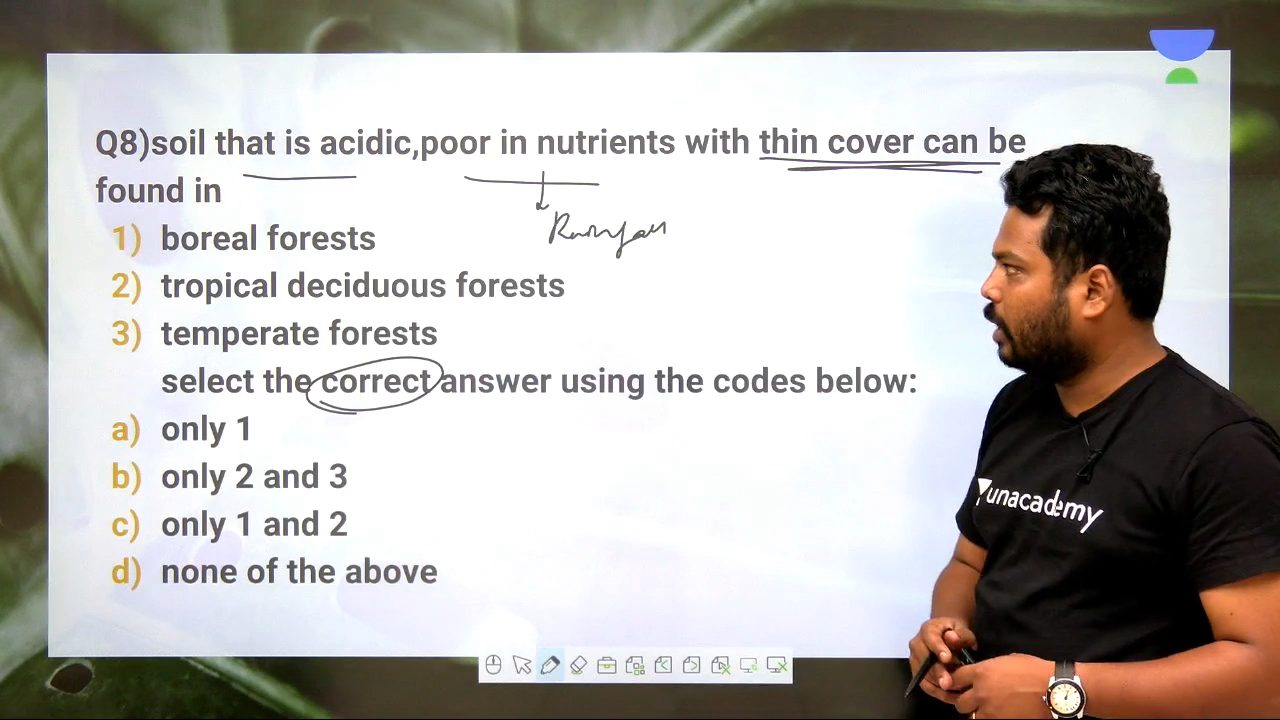 Q8)soil that is acidic,poor in nutrients with thin cover can be
found in
Rainfall
1) boreal forests
2) tropical deciduous forests
3) temperate forests
select the correct answer using the codes below:
a) only 1
b) only 2 and 3
c) only 1 and 2
d) none of the above
unacademy